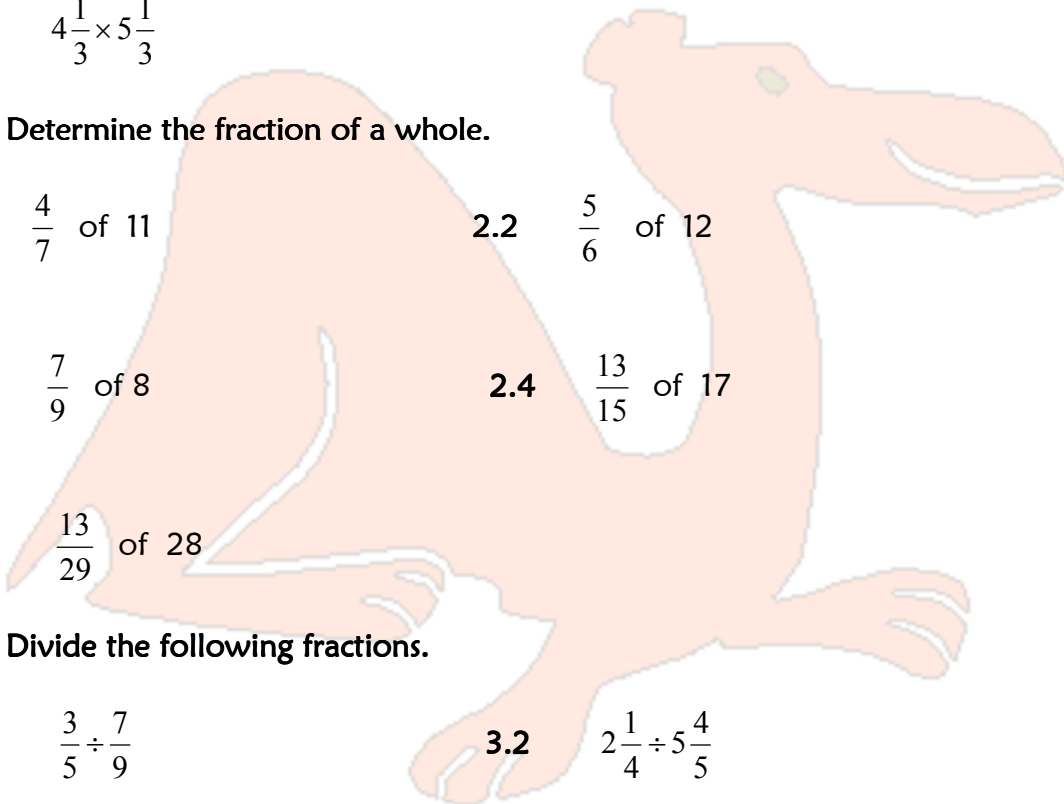 4 1/3 × 5 1/3
Determine the fraction of a whole.
4/7 of 11 2.2 5/6 of 12
7/9 of 8 2.4 13/15 of 17
13/29 of 28
Divide the following fractions.
3/5 ÷ 7/9 3.2 2 1/4 ÷ 5 4/5